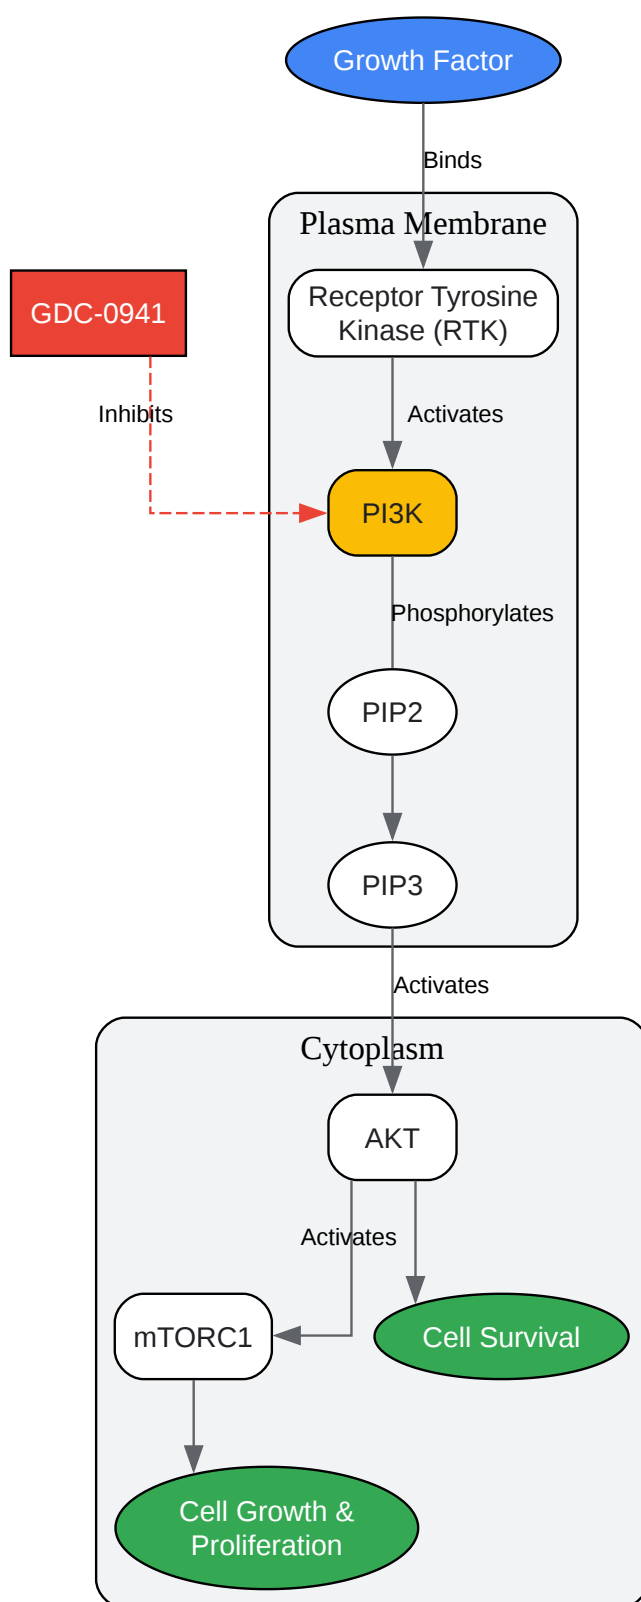 Growth Factor
Binds
Plasma Membrane
Receptor Tyrosine
Kinase (RTK)
GDC-0941
Inhibits
Activates
PI3K
Phosphorylates
PIP2
PIP3
Activates
Cytoplasm
AKT
Activates
mTORC1
Cell Survival
Cell Growth &
Proliferation